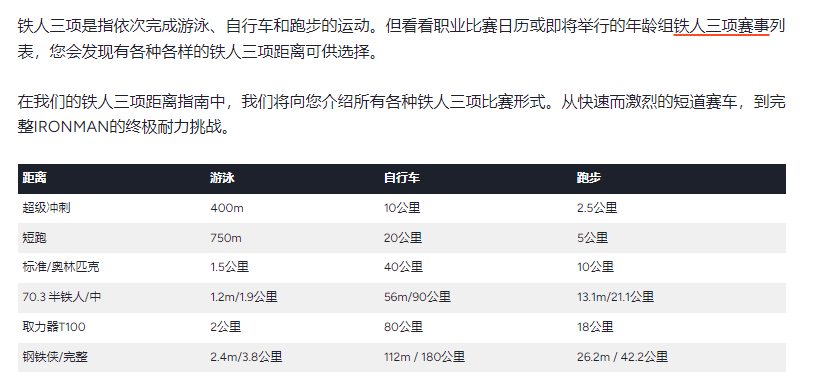 铁人三项是指依次完成游泳、自行车和跑步的运动。但看看职业比赛日历或即将举行的年龄组铁人三项赛事列
表，您会发现有各种各样的铁人三项距离可供选择。
在我们的铁人三项距离指南中，我们将向您介绍所有各种铁人三项比赛形式。从快速而激烈的短道赛车，到完
整IRONMAN的终极耐力挑战。
距离 游泳 自行车 跑步
超级冲刺 400m 10公里 2.5公里
短跑 750m 20公里 5公里
标准/奥林匹克 1.5公里 40公里 10公里
70.3 半铁人/中 1.2m/1.9公里 56m/90公里 13.1m/21.1公里
取力器T100 2公里 80公里 18公里
钢铁侠/完整 2.4m/3.8公里 112m / 180公里 26.2m / 42.2公里